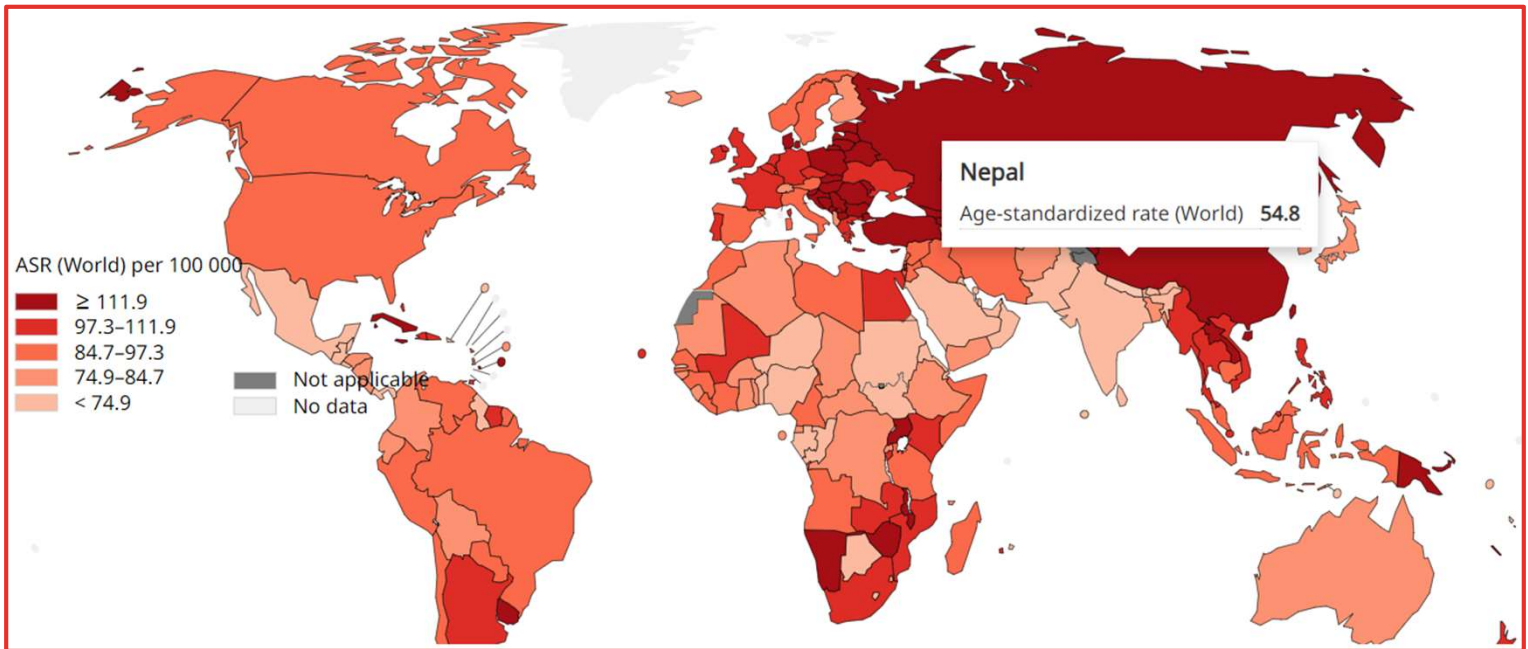 Nepal
Age-standardized rate (World) 54.8
ASR (World) per 100 000
≥ 111.9
97.3–111.9
84.7–97.3
74.9–84.7
< 74.9
Not applicable
No data